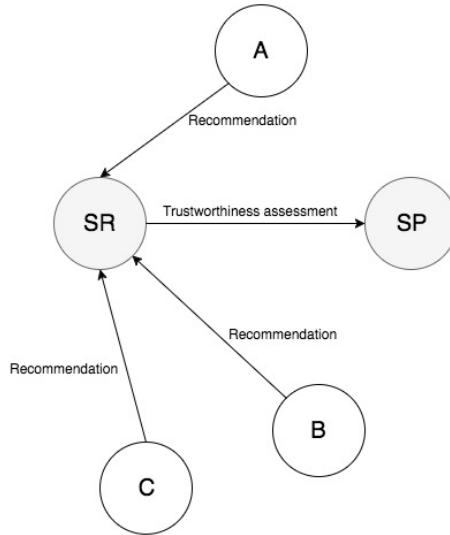 A
Recommendation
Trustworthiness assessment
SR
SP
Recommendation
Recommendation
B
C